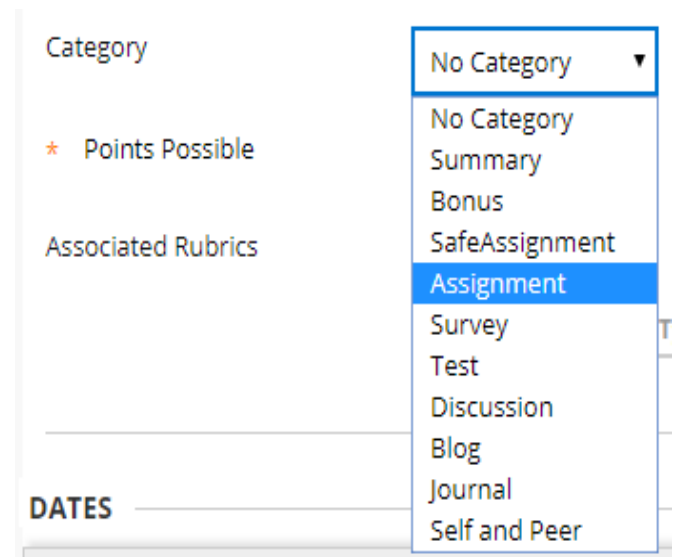 Category
No Category ▼
No Category
* Points Possible
Summary
Bonus
Associated Rubrics
SafeAssignment
Assignment
Survey
T
Test
Discussion
Blog
Journal
DATES
Self and Peer